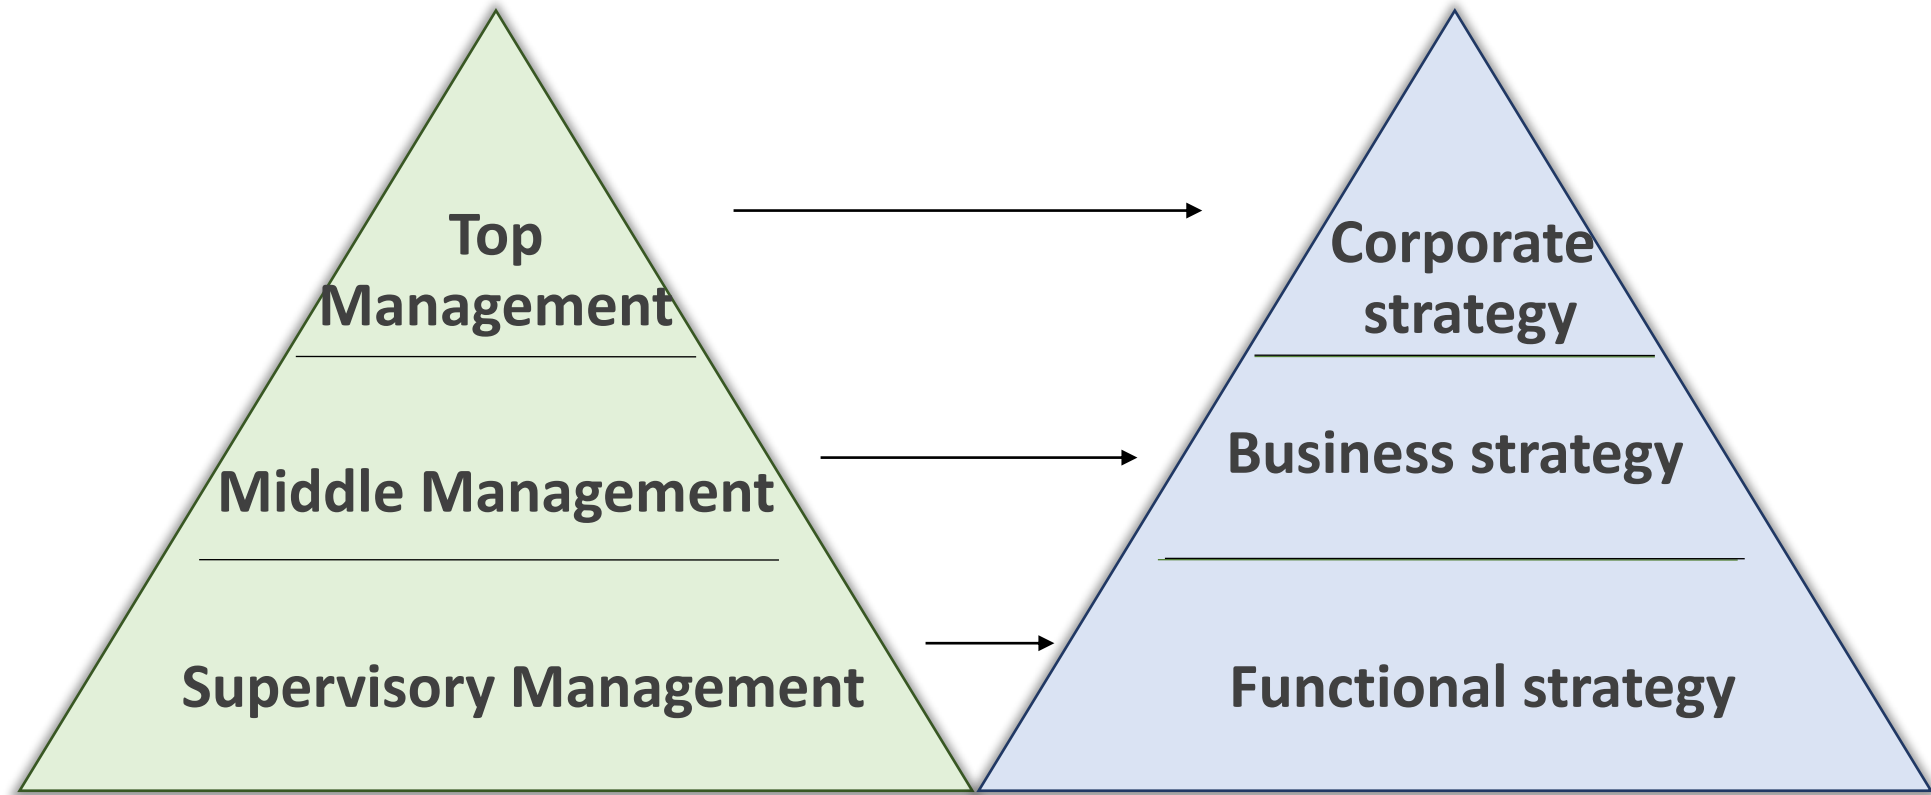 Top
Management
Middle Management
Supervisory Management
Corporate
strategy
Business strategy
Functional strategy